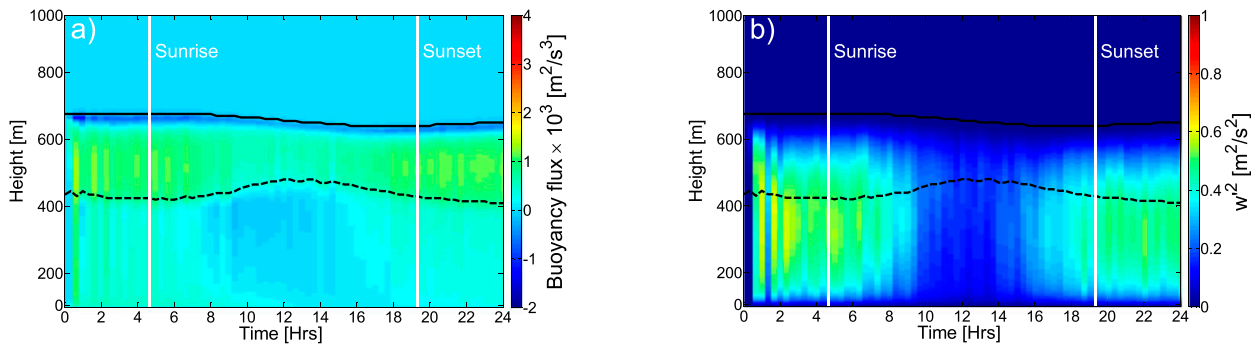 a)
Sunrise
Sunset
1000
800
600
400
200
0
Height [m]
0 2 4 6 8 10 12 14 16 18 20 22 24
Time [Hrs]
4
3
2
1
0
-1
-2
Buoyancy flux × 10³ [m²/s³]
b)
Sunrise
Sunset
1000
800
600
400
200
0
Height [m]
0 2 4 6 8 10 12 14 16 18 20 22 24
Time [Hrs]
1
0.8
0.6
0.4
0.2
0
w'² [m²/s²]